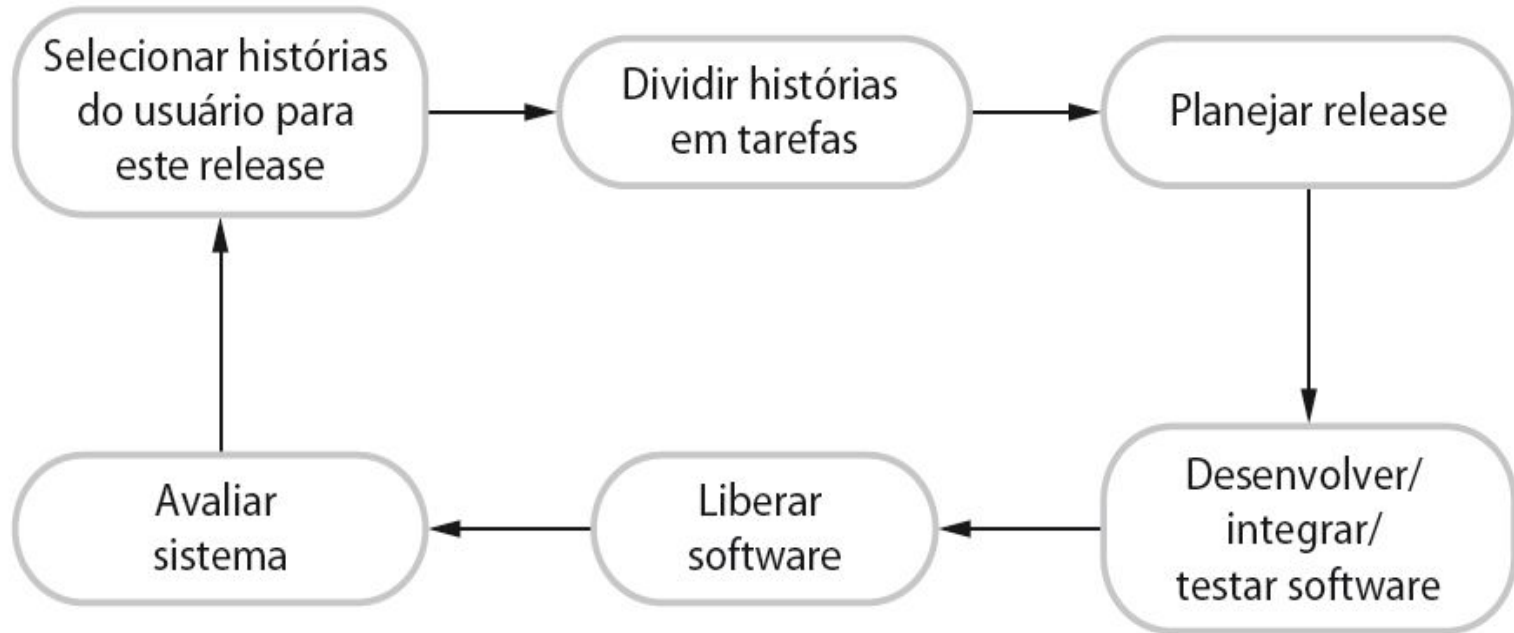 Selecionar histórias
do usuário para
este release
Dividir histórias
em tarefas
Planejar release
Desenvolver/
integrar/
testar software
Liberar
software
Avaliar
sistema